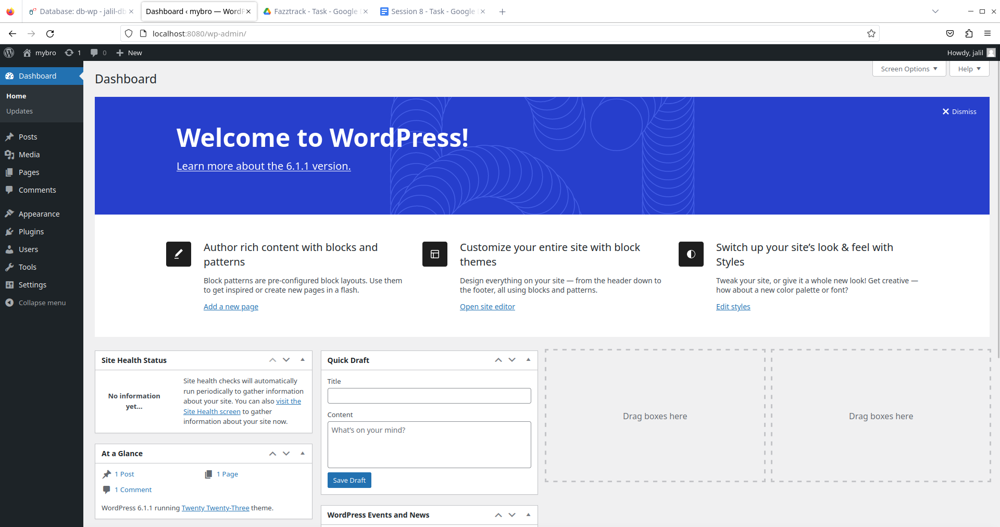 Database: db-wp - jalil-db
Dashboard ‹ mybro — WordP
Fazztrack - Task - Google
Session 8 - Task - Google
localhost:8080/wp-admin/
mybro
1
0
New
Howdy, jalil
Dashboard
Home
Updates
Posts
Media
Pages
Comments
Appearance
Plugins
Users
Tools
Settings
Collapse menu
Screen Options
Help
Dashboard
Dismiss
Welcome to WordPress!
Learn more about the 6.1.1 version.
Author rich content with blocks and
patterns
Block patterns are pre-configured block layouts. Use them
to get inspired or create new pages in a flash.
Add a new page
Customize your entire site with block
themes
Design everything on your site — from the header down to
the footer, all using blocks and patterns.
Open site editor
Switch up your site’s look & feel with
Styles
Tweak your site, or give it a whole new look! Get creative —
how about a new color palette or font?
Edit styles
Site Health Status
No information
yet…
Site health checks will automatically
run periodically to gather information
about your site. You can also visit the
Site Health screen to gather
information about your site now.
At a Glance
1 Post
1 Page
1 Comment
WordPress 6.1.1 running Twenty Twenty-Three theme.
Quick Draft
Title
Content
What’s on your mind?
Save Draft
WordPress Events and News
Drag boxes here
Drag boxes here